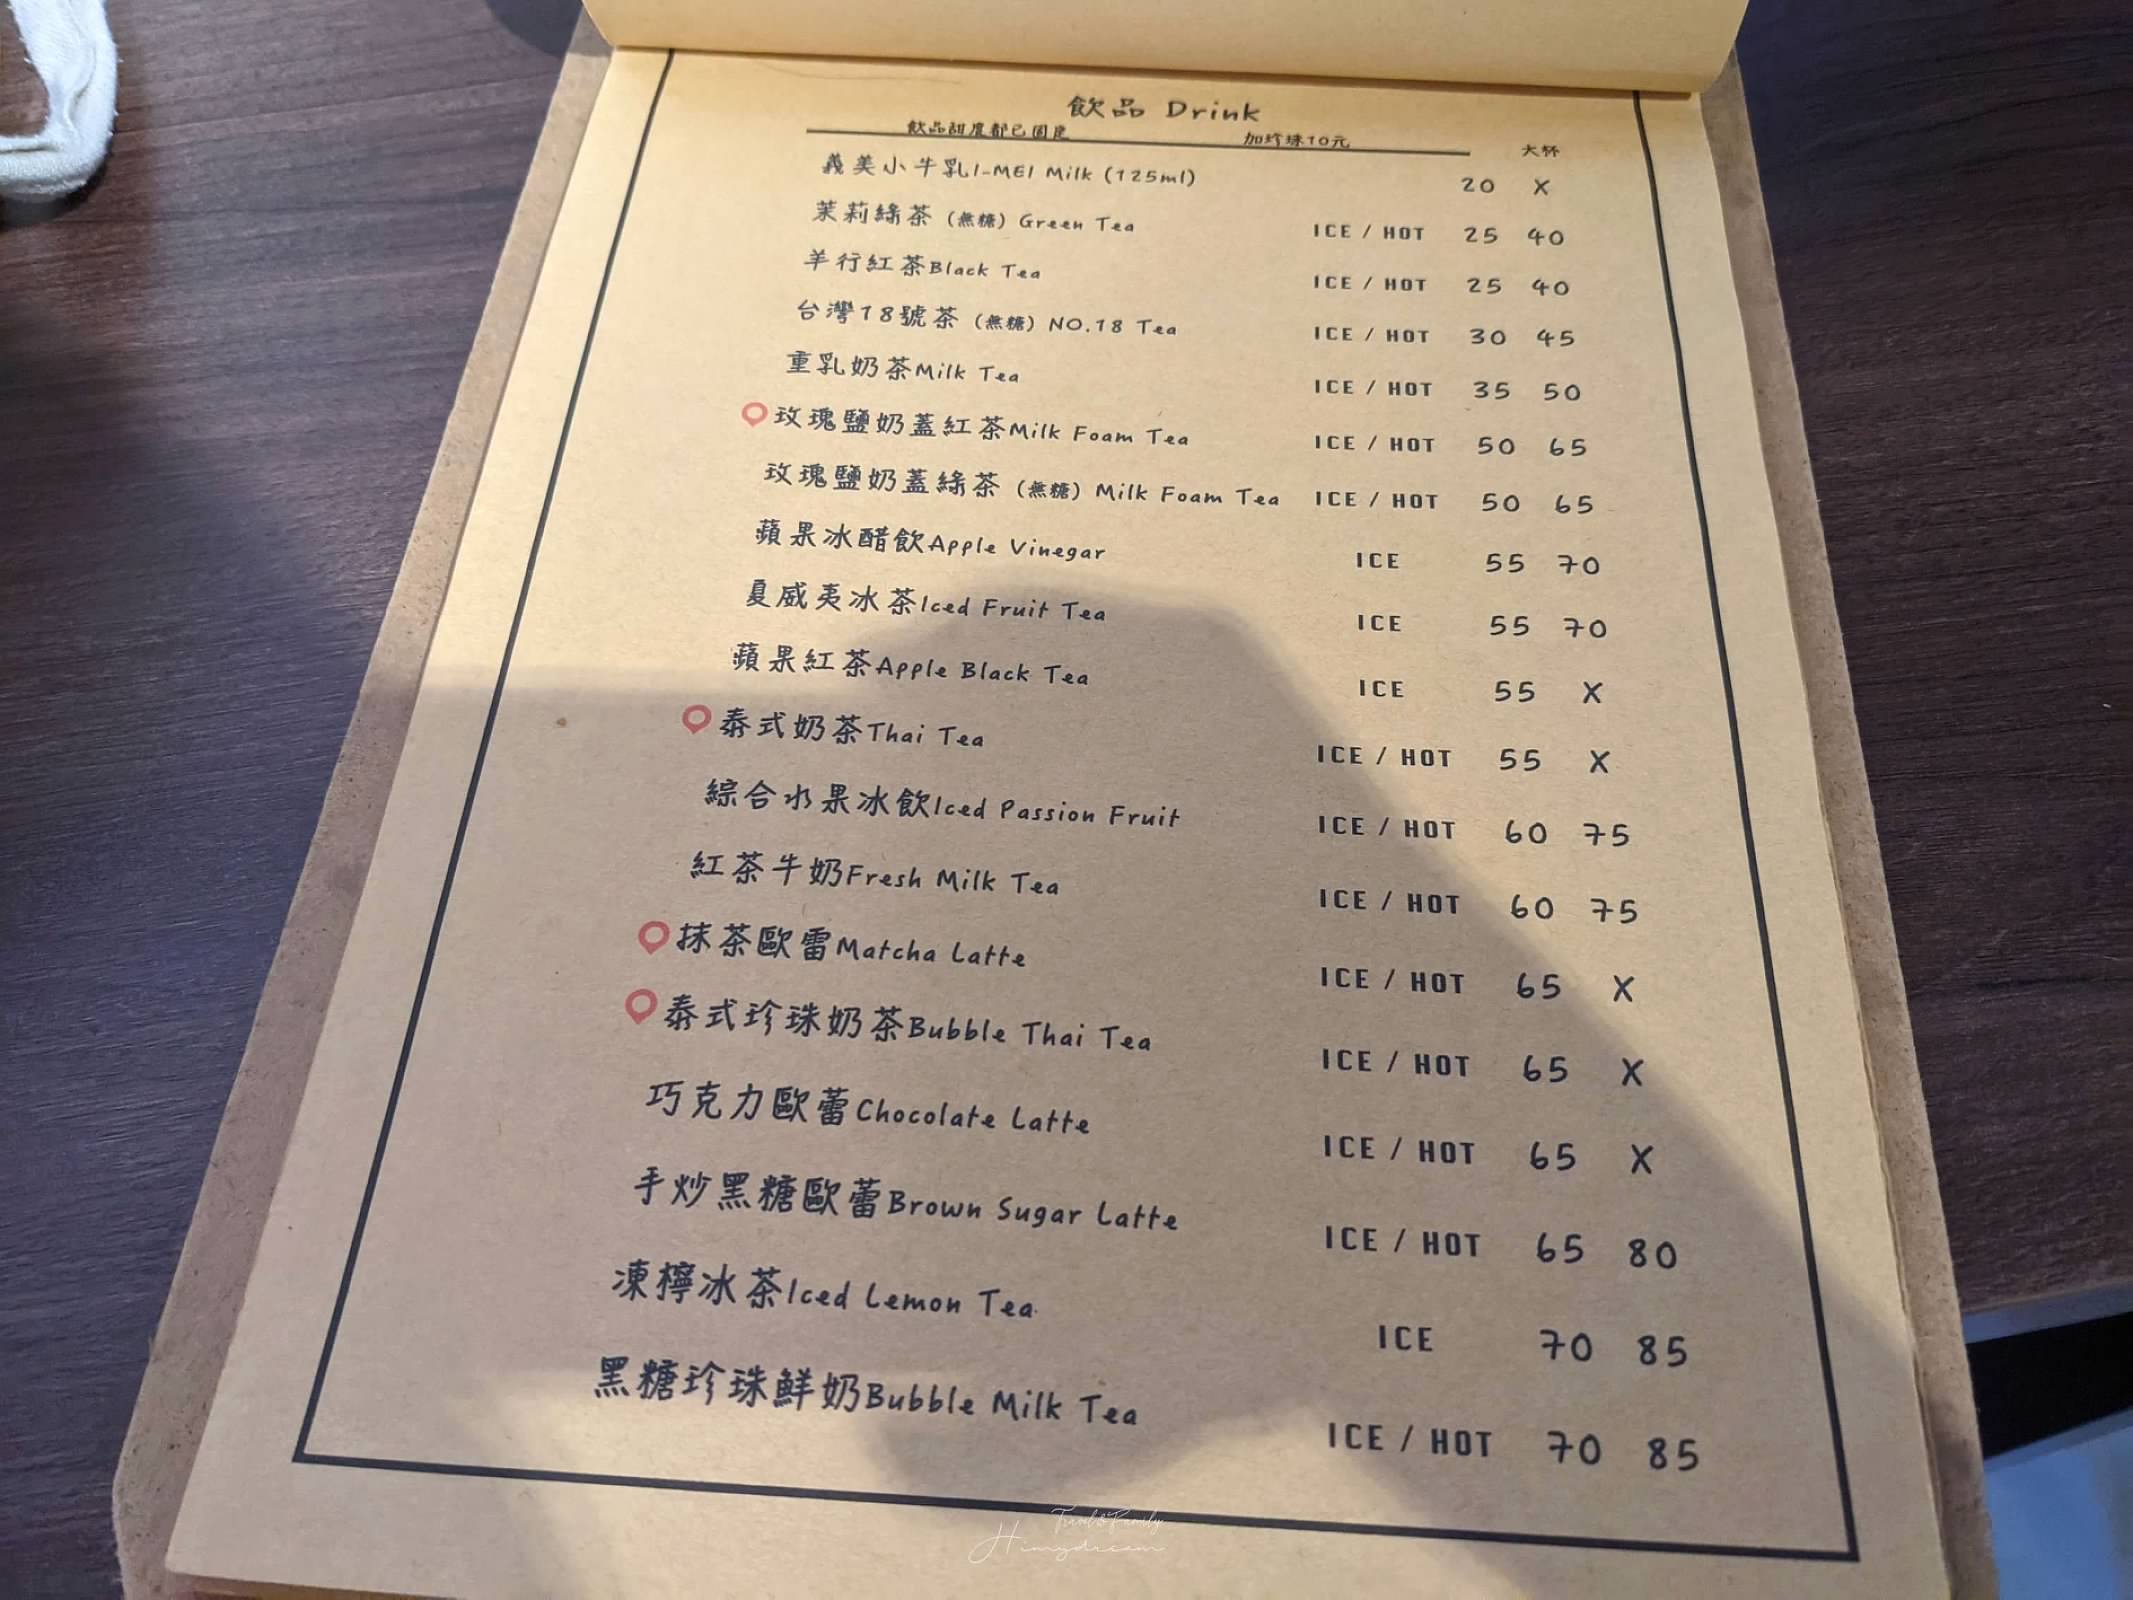 飲品 Drink
飲品甜度都已固定 加珍珠10元 大杯
義美小牛乳I-MEI Milk (125ml) 20 X
茉莉綠茶 (無糖) Green Tea ICE / HOT 25 40
羊行紅茶Black Tea ICE / HOT 25 40
台灣18號茶 (無糖) NO.18 Tea ICE / HOT 30 45
重乳奶茶Milk Tea ICE / HOT 35 50
玫瑰鹽奶蓋紅茶Milk Foam Tea ICE / HOT 50 65
玫瑰鹽奶蓋綠茶 (無糖) Milk Foam Tea ICE / HOT 50 65
蘋果冰醋飲Apple Vinegar ICE 55 70
夏威夷冰茶Iced Fruit Tea ICE 55 70
蘋果紅茶Apple Black Tea ICE 55 X
泰式奶茶Thai Tea ICE / HOT 55 X
綜合水果冰飲Iced Passion Fruit ICE / HOT 60 75
紅茶牛奶Fresh Milk Tea ICE / HOT 60 75
抹茶歐雷Matcha Latte ICE / HOT 65 X
泰式珍珠奶茶Bubble Thai Tea ICE / HOT 65 X
巧克力歐蕾Chocolate Latte ICE / HOT 65 X
手炒黑糖歐蕾Brown Sugar Latte ICE / HOT 65 80
凍檸冰茶Iced Lemon Tea ICE 70 85
黑糖珍珠鮮奶Bubble Milk Tea ICE / HOT 70 85
Travel&Family
Himydream